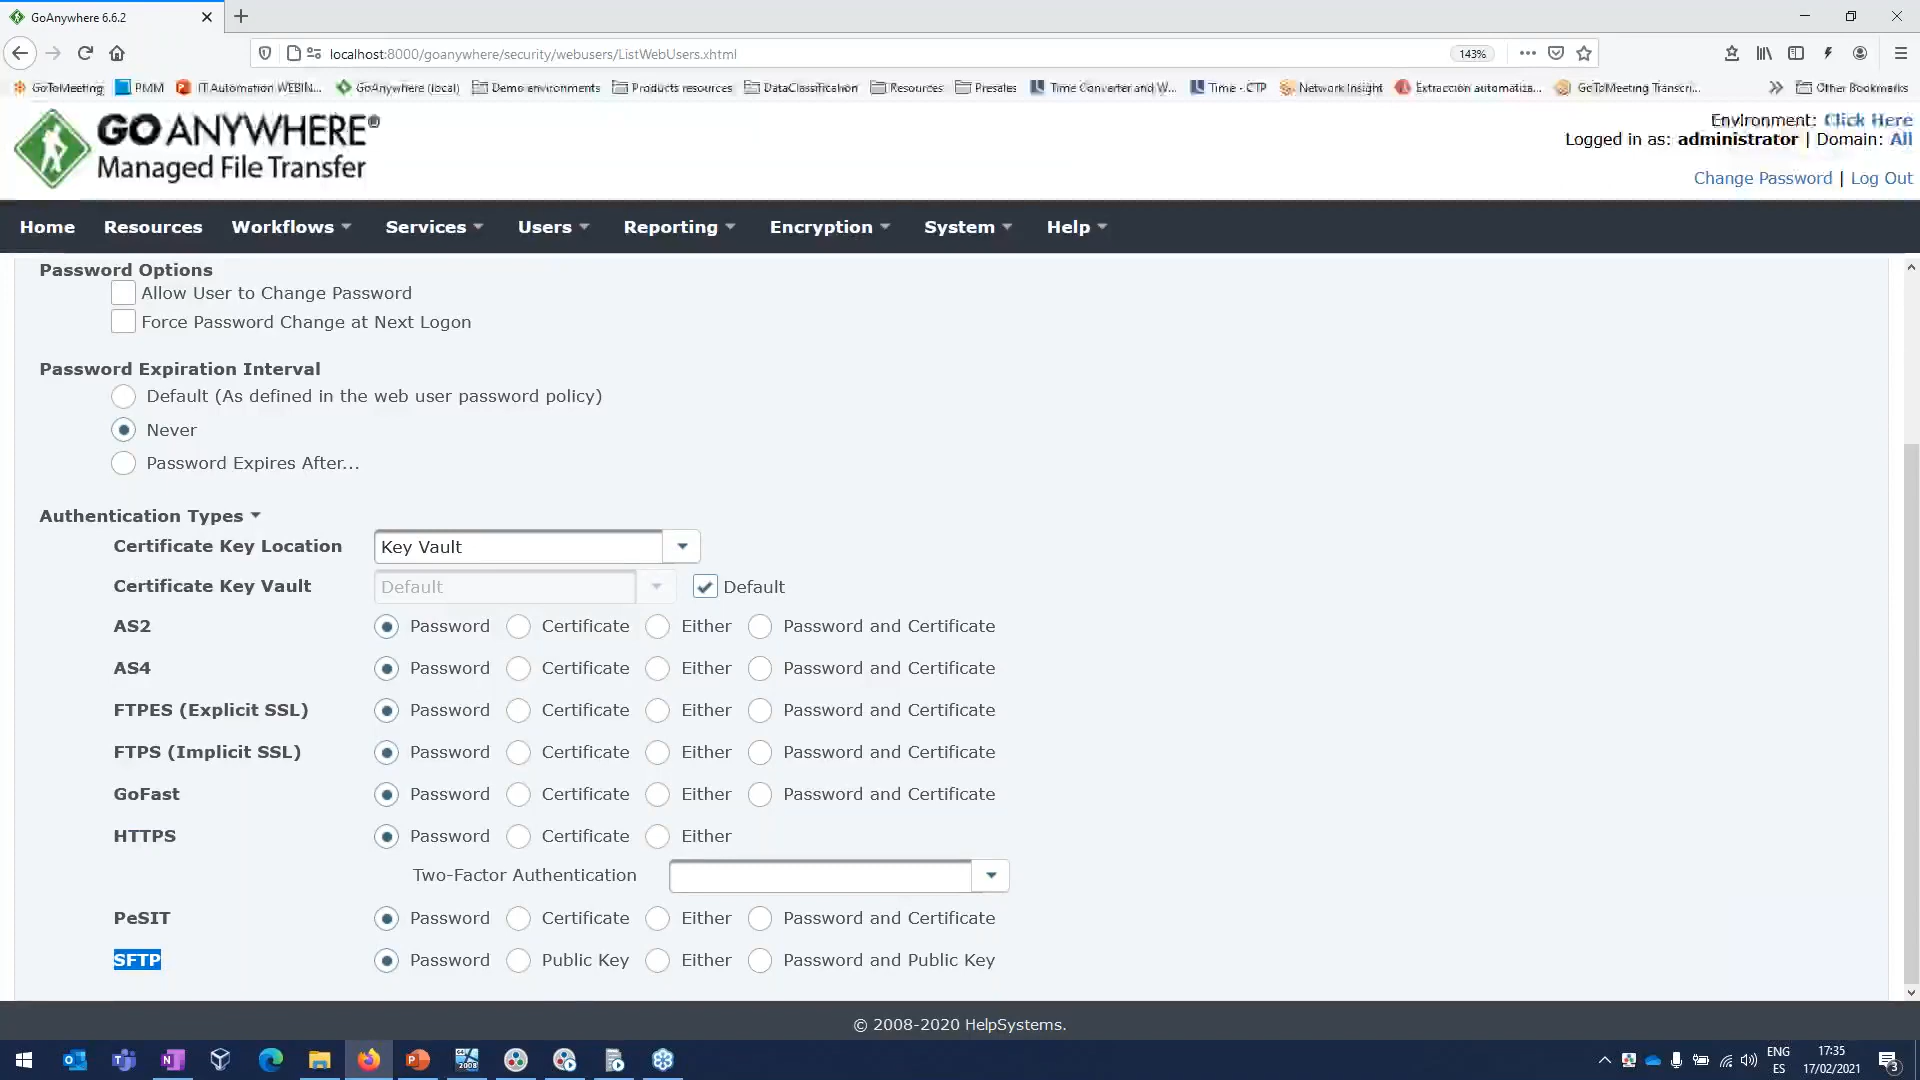 GoAnywhere 6.6.2
localhost:8000/goanywhere/security/webusers/ListWebUsers.xhtml
143%
GoToMeeting PMM IT Automation WEBIN... GoAnywhere (local) Demo environments Products resources DataClassification Resources Presales Time Converter and W... Time - CTP Network Insight Extracción automatiza... GoToMeeting Transcri... Other Bookmarks
GO ANYWHERE®
Managed File Transfer
Environment: Click Here
Logged in as: administrator | Domain: All
Change Password | Log Out
Home Resources Workflows Services Users Reporting Encryption System Help
Password Options
Allow User to Change Password
Force Password Change at Next Logon
Password Expiration Interval
Default (As defined in the web user password policy)
Never
Password Expires After...
Authentication Types
Certificate Key Location Key Vault
Certificate Key Vault Default Default
AS2 Password Certificate Either Password and Certificate
AS4 Password Certificate Either Password and Certificate
FTPES (Explicit SSL) Password Certificate Either Password and Certificate
FTPS (Implicit SSL) Password Certificate Either Password and Certificate
GoFast Password Certificate Either Password and Certificate
HTTPS Password Certificate Either
Two-Factor Authentication
PeSIT Password Certificate Either Password and Certificate
SFTP Password Public Key Either Password and Public Key
© 2008-2020 HelpSystems.
2008
ENG
ES
17:35
17/02/2021
3